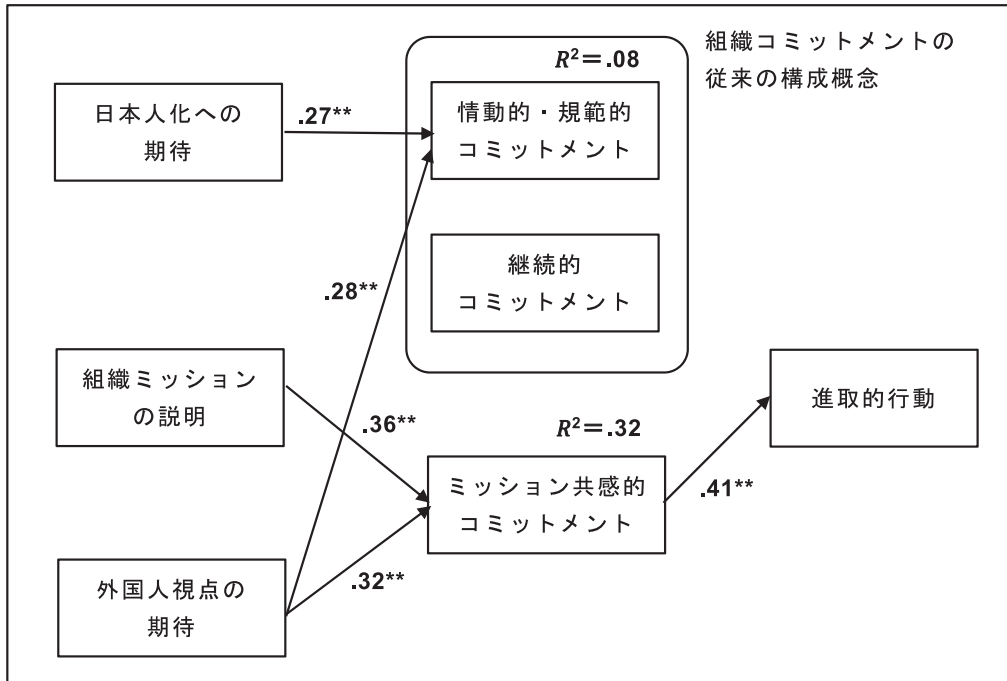 組織コミットメントの
従来の構成概念
R²=.08
日本人化への
期待
.27**
情動的・規範的
コミットメント
.28**
継続的
コミットメント
組織ミッション
の説明
.36**
R²=.32
進取的行動
ミッション共感的
コミットメント
.41**
外国人視点の
期待
.32**